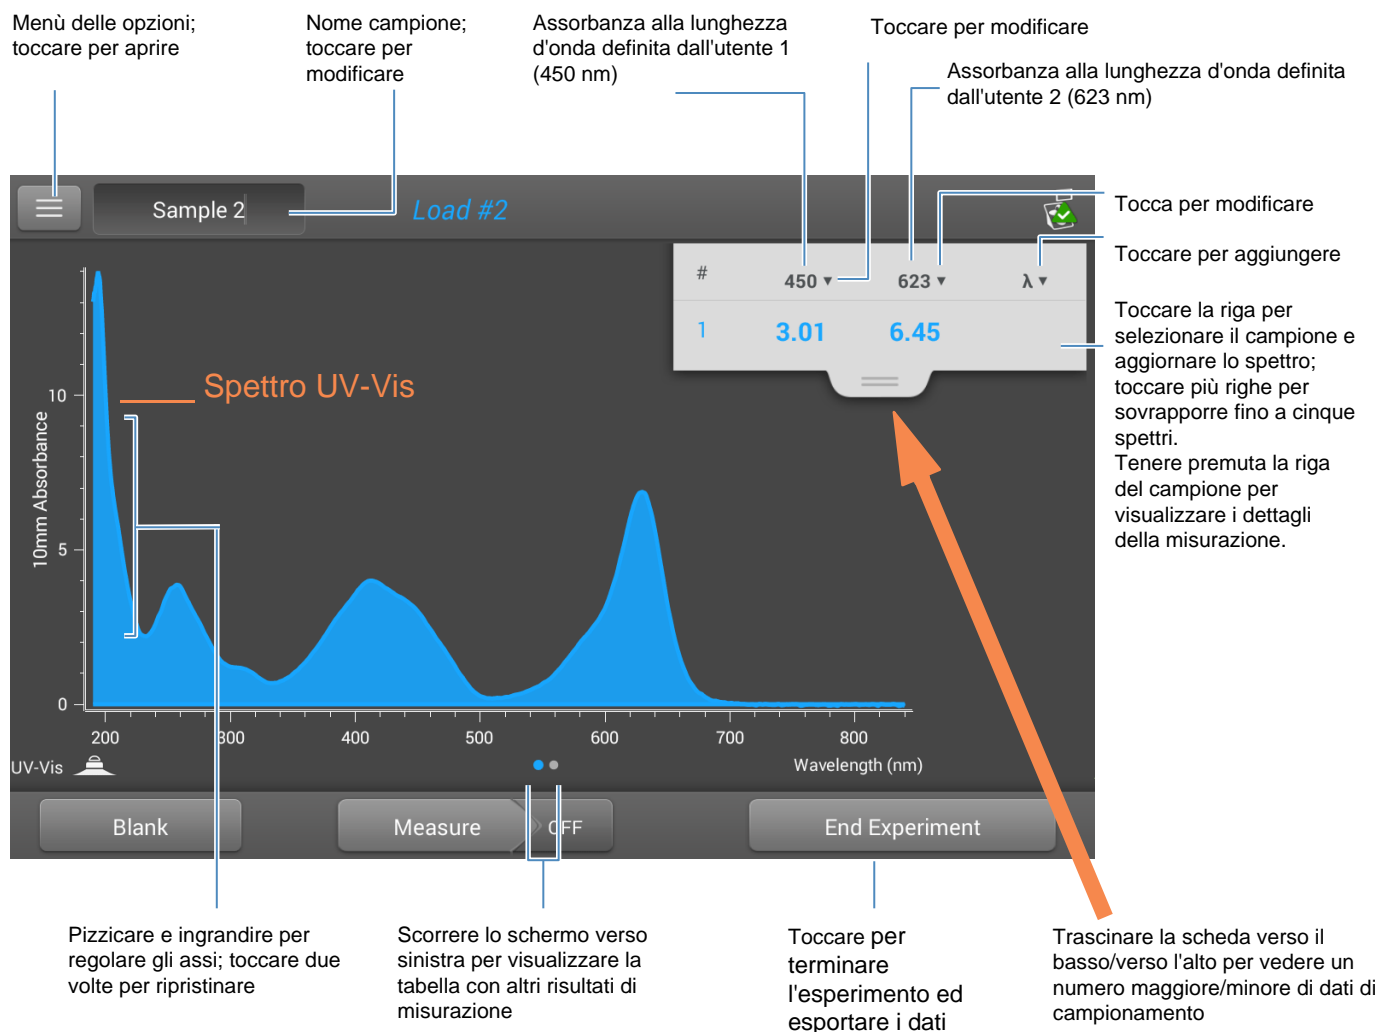 Menù delle opzioni;
toccare per aprire
Nome campione;
toccare per
modificare
Assorbanza alla lunghezza
d'onda definita dall'utente 1
(450 nm)
Toccare per modificare
Assorbanza alla lunghezza d'onda definita
dall'utente 2 (623 nm)
Sample 2
Load #2
Tocca per modificare
Toccare per aggiungere
# 450 ▼ 623 ▼ λ ▼
1 3.01 6.45
Toccare la riga per
selezionare il campione e
aggiornare lo spettro;
toccare più righe per
sovrapporre fino a cinque
spettri.
Tenere premuta la riga
del campione per
visualizzare i dettagli
della misurazione.
Spettro UV-Vis
10mm Absorbance
10
5
0
200 300 400 500 600 700 800
UV-Vis
Wavelength (nm)
Blank
Measure
OFF
End Experiment
Pizzicare e ingrandire per
regolare gli assi; toccare due
volte per ripristinare
Scorrere lo schermo verso
sinistra per visualizzare la
tabella con altri risultati di
misurazione
Toccare per
terminare
l'esperimento ed
esportare i dati
Trascinare la scheda verso il
basso/verso l'alto per vedere un
numero maggiore/minore di dati di
campionamento